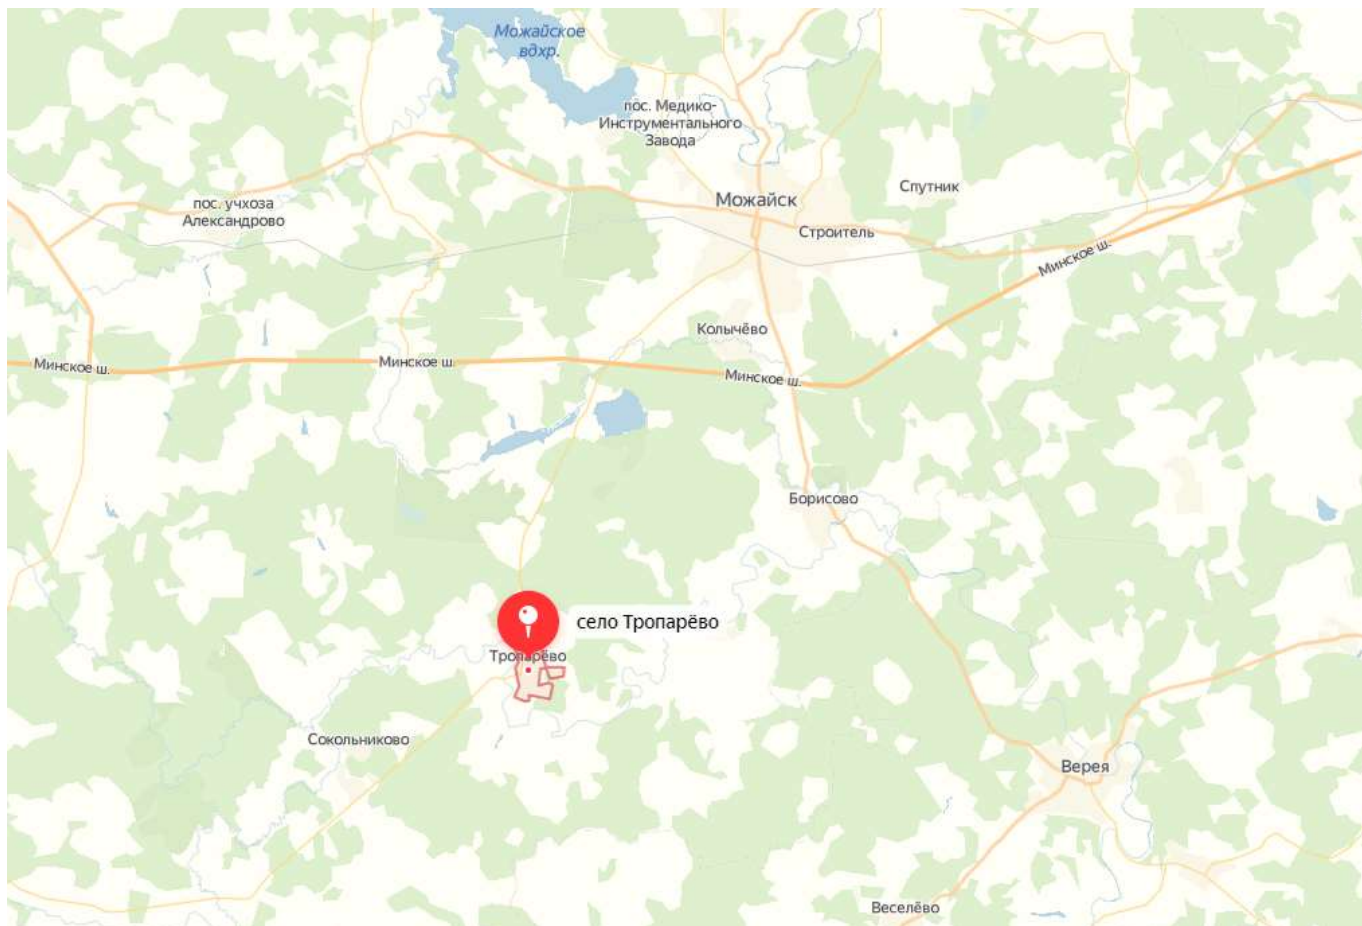 Можайское
вдхр.
пос. Медико-
Инструментального
Завода
Спутник
Можайск
пос. учхоза
Александрово
Строитель
Минское ш.
Колычёво
Минское ш.
Минское ш.
Минское ш.
Борисово
село Тропарёво
Тропарёво
Сокольниково
Верея
Веселёво